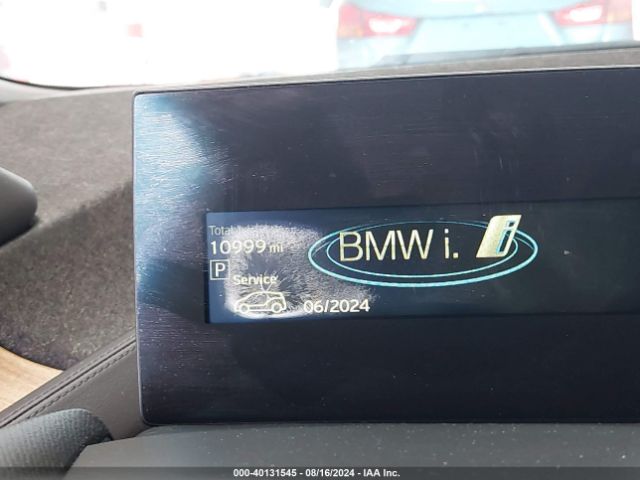 Total
10999 mi
P
BMW i. i
Service
06/2024
000-40131545 - 08/16/2024 - IAA Inc.